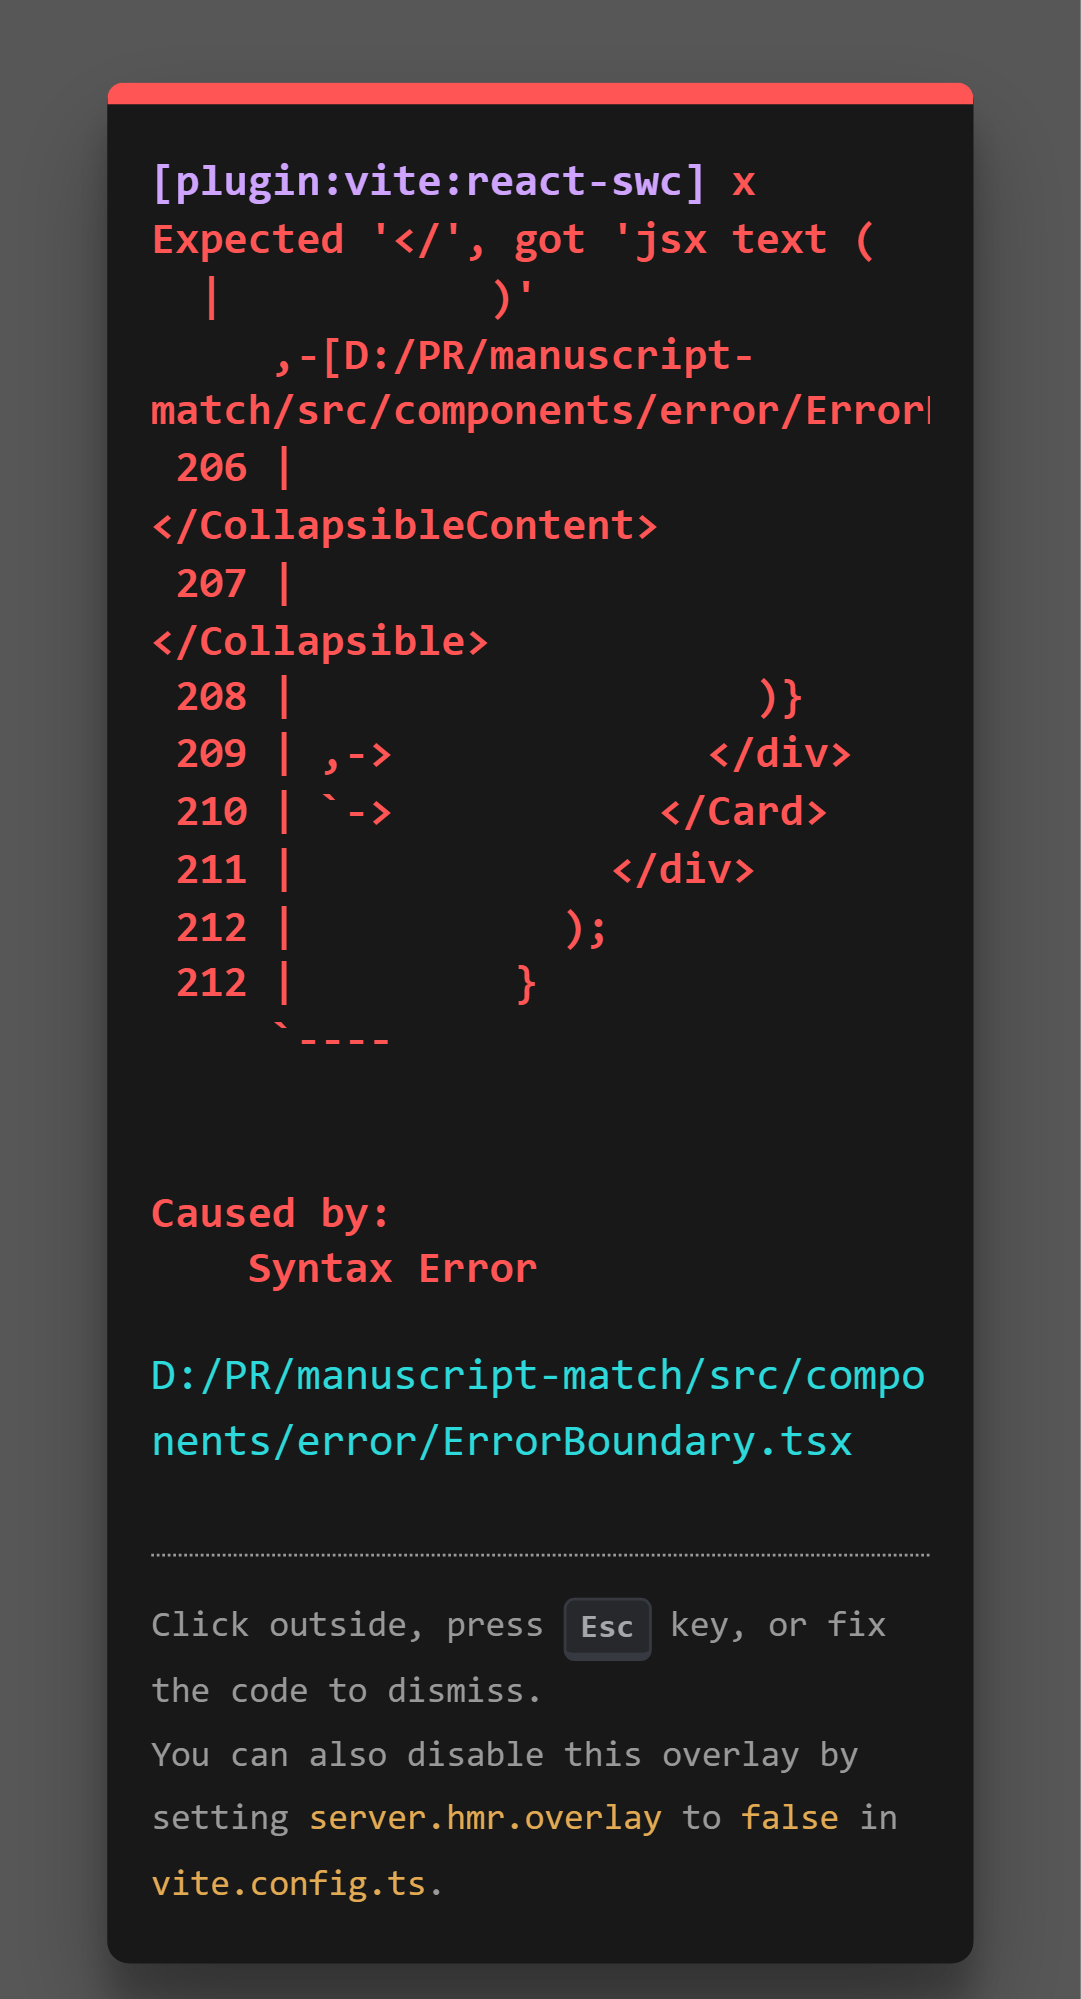 [plugin:vite:react-swc] x
Expected '</', got 'jsx text (
  |           )'
     ,-[D:/PR/manuscript-
match/src/components/error/Error
 206 |
</CollapsibleContent>
 207 |
</Collapsible>
 208 |                   )}
 209 | ,->             </div>
 210 | `->           </Card>
 211 |             </div>
 212 |           );
 212 |         }
     `----
Caused by:
    Syntax Error
D:/PR/manuscript-match/src/compo
nents/error/ErrorBoundary.tsx
Click outside, press Esc key, or fix
the code to dismiss.
You can also disable this overlay by
setting server.hmr.overlay to false in
vite.config.ts.